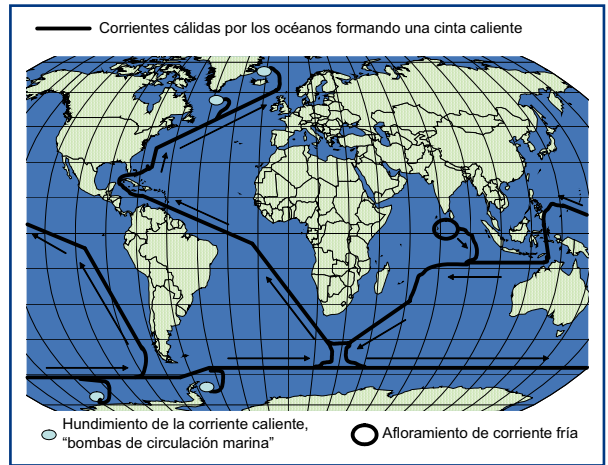 Corrientes cálidas por los océanos formando una cinta caliente
Hundimiento de la corriente caliente,
"bombas de circulación marina"
Afloramiento de corriente fría